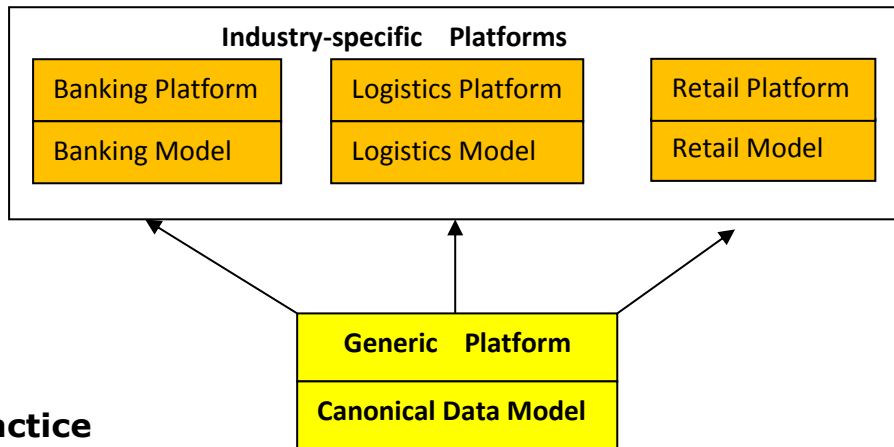 Industry-specific Platforms
Banking Platform
Banking Model
Logistics Platform
Logistics Model
Retail Platform
Retail Model
Generic Platform
Canonical Data Model
actice